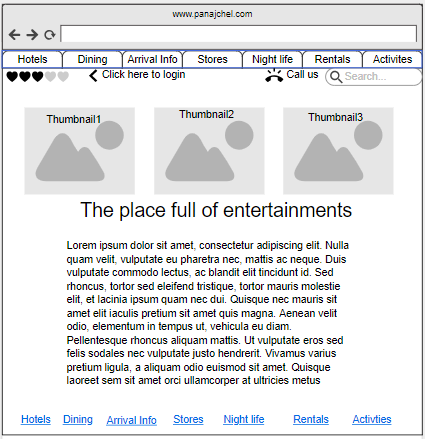 www.panajchel.com
Hotels Dining Arrival Info Stores Night life Rentals Activites
Click here to login Call us Search...
Thumbnail1 Thumbnail2 Thumbnail3
The place full of entertainments
Lorem ipsum dolor sit amet, consectetur adipiscing elit. Nulla
quam velit, vulputate eu pharetra nec, mattis ac neque. Duis
vulputate commodo lectus, ac blandit elit tincidunt id. Sed
rhoncus, tortor sed eleifend tristique, tortor mauris molestie
elit, et lacinia ipsum quam nec dui. Quisque nec mauris sit
amet elit iaculis pretium sit amet quis magna. Aenean velit
odio, elementum in tempus ut, vehicula eu diam.
Pellentesque rhoncus aliquam mattis. Ut vulputate eros sed
felis sodales nec vulputate justo hendrerit. Vivamus varius
pretium ligula, a aliquam odio euismod sit amet. Quisque
laoreet sem sit amet orci ullamcorper at ultricies metus
Hotels Dining Arrival Info Stores Night life Rentals Activties